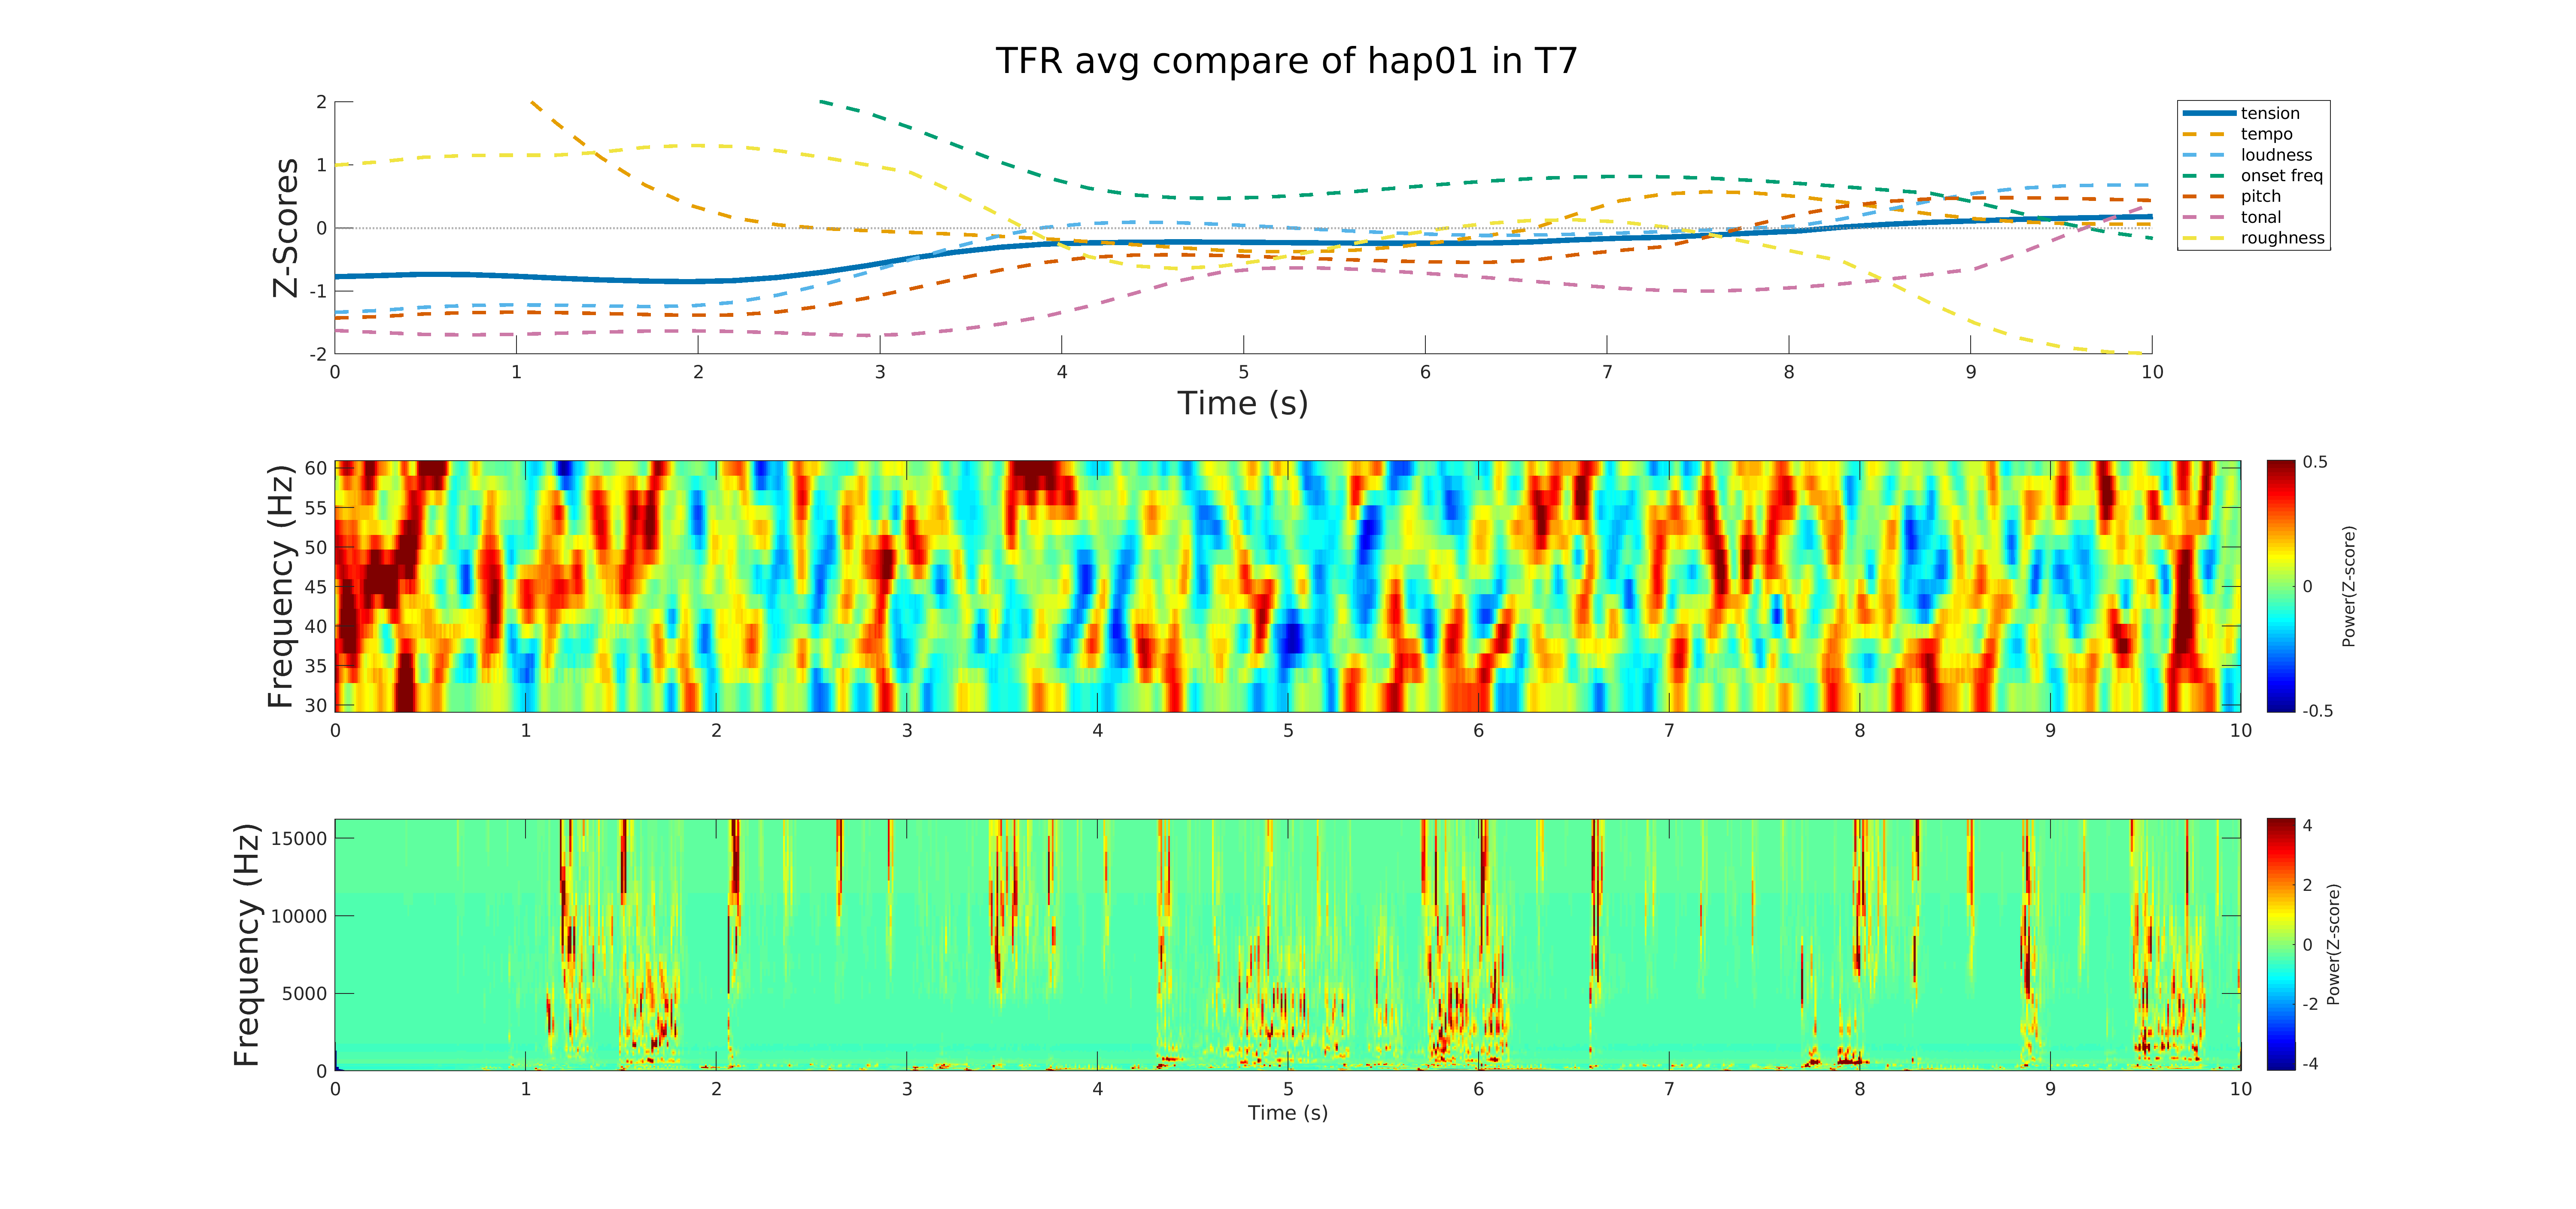 TFR avg compare of hap01 in T7
Z-Scores
2
1
0
-1
-2
0 1 2 3 4 5 6 7 8 9 10
Time (s)
tension
tempo
loudness
onset freq
pitch
tonal
roughness
Frequency (Hz)
60
55
50
45
40
35
30
0 1 2 3 4 5 6 7 8 9 10
0.5
0
-0.5
Power(Z-score)
Frequency (Hz)
15000
10000
5000
0
0 1 2 3 4 5 6 7 8 9 10
Time (s)
4
2
0
-2
-4
Power(Z-score)